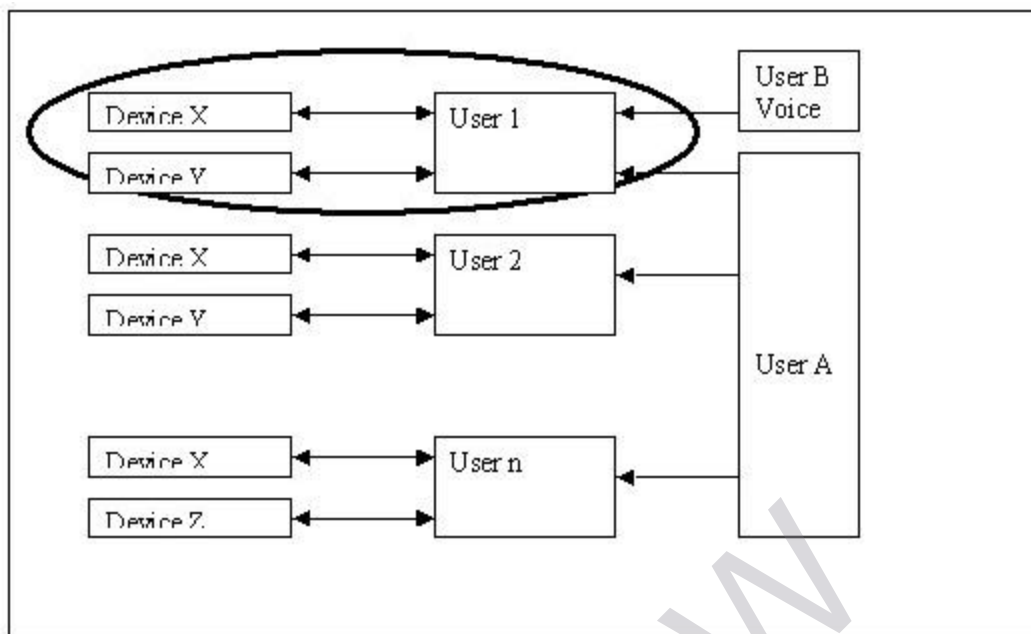 User B
Voice
Device X
User 1
Device Y
Device X
User 2
Device Y
User A
Device X
User n
Device Z
W